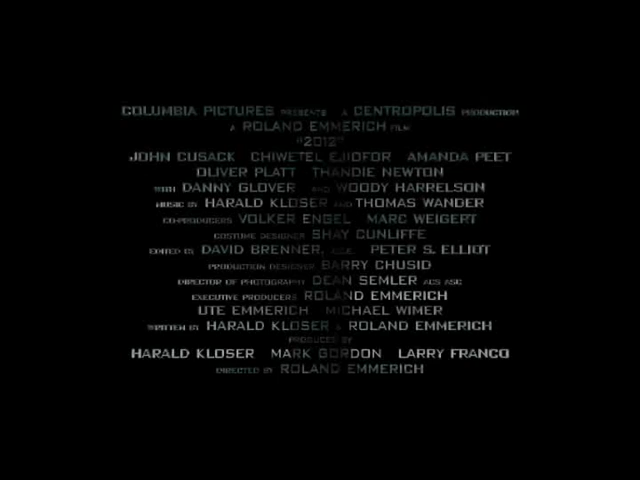 COLUMBIA PICTURES PRESENTS A CENTROPOLIS PRODUCTION
A ROLAND EMMERICH FILM
"2012"
JOHN CUSACK CHIWETEL EJIOFOR AMANDA PEET
OLIVER PLATT THANDIE NEWTON
WITH DANNY GLOVER AND WOODY HARRELSON
MUSIC BY HARALD KLOSER AND THOMAS WANDER
CO-PRODUCERS VOLKER ENGEL MARC WEIGERT
COSTUME DESIGNER SHAY CUNLIFFE
EDITED BY DAVID BRENNER, A.C.E. PETER S. ELLIOT
PRODUCTION DESIGNER BARRY CHUSID
DIRECTOR OF PHOTOGRAPHY DEAN SEMLER ACS ASC
EXECUTIVE PRODUCERS ROLAND EMMERICH
UTE EMMERICH MICHAEL WIMER
WRITTEN BY HARALD KLOSER & ROLAND EMMERICH
PRODUCED BY
HARALD KLOSER MARK GORDON LARRY FRANCO
DIRECTED BY ROLAND EMMERICH